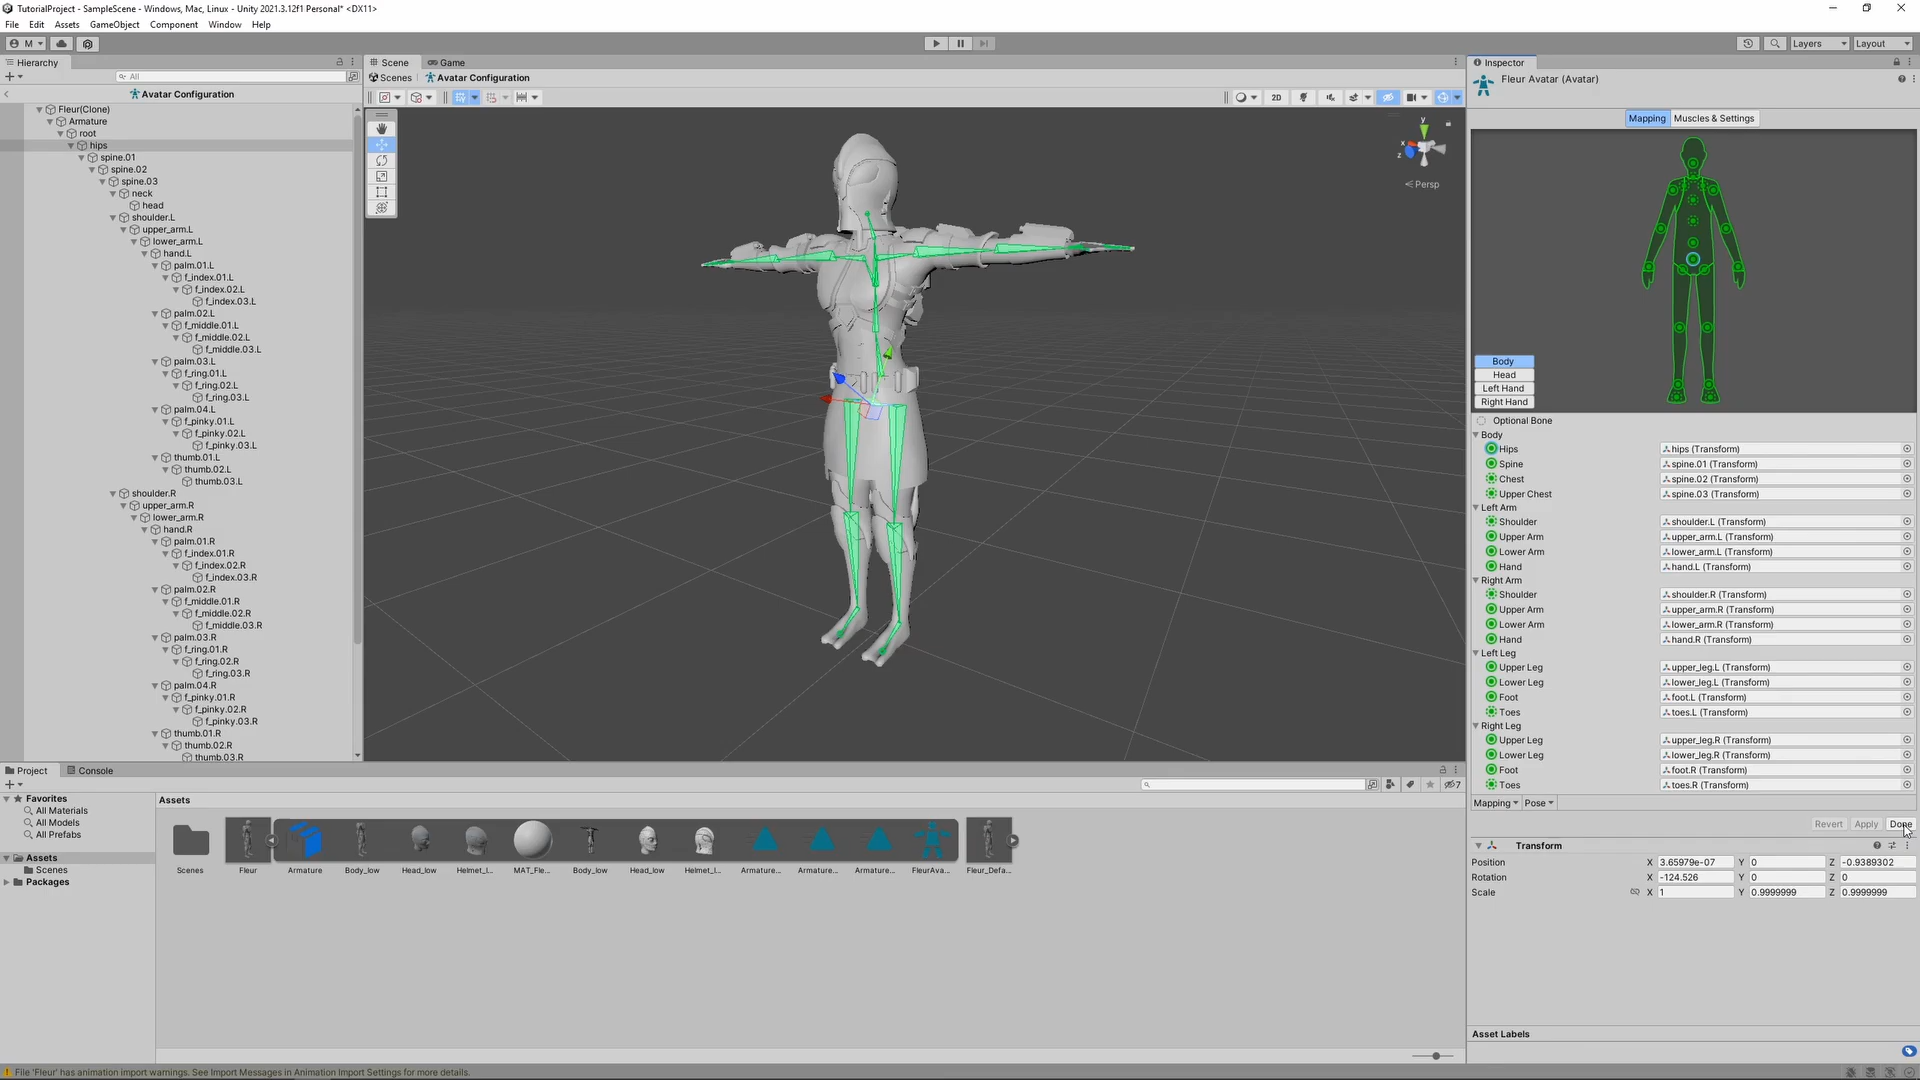 TutorialProject - SampleScene - Windows, Mac, Linux - Unity 2021.3.12f1 Personal* <DX11>
File Edit Assets GameObject Component Window Help
M Layers Layout
Hierarchy
All
Avatar Configuration
Fleur(Clone)
Armature
root
hips
spine.01
spine.02
spine.03
neck
head
shoulder.L
upper_arm.L
lower_arm.L
hand.L
palm.01.L
f_index.01.L
f_index.02.L
f_index.03.L
palm.02.L
f_middle.01.L
f_middle.02.L
f_middle.03.L
palm.03.L
f_ring.01.L
f_ring.02.L
f_ring.03.L
palm.04.L
f_pinky.01.L
f_pinky.02.L
f_pinky.03.L
thumb.01.L
thumb.02.L
thumb.03.L
shoulder.R
upper_arm.R
lower_arm.R
hand.R
palm.01.R
f_index.01.R
f_index.02.R
f_index.03.R
palm.02.R
f_middle.01.R
f_middle.02.R
f_middle.03.R
palm.03.R
f_ring.01.R
f_ring.02.R
f_ring.03.R
palm.04.R
f_pinky.01.R
f_pinky.02.R
f_pinky.03.R
thumb.01.R
thumb.02.R
thumb.03.R
Scene Game
Scenes Avatar Configuration
2D
y
x
z
Persp
Inspector
Fleur Avatar (Avatar)
Mapping Muscles & Settings
Body
Head
Left Hand
Right Hand
Optional Bone
Body
Hips hips (Transform)
Spine spine.01 (Transform)
Chest spine.02 (Transform)
Upper Chest spine.03 (Transform)
Left Arm
Shoulder shoulder.L (Transform)
Upper Arm upper_arm.L (Transform)
Lower Arm lower_arm.L (Transform)
Hand hand.L (Transform)
Right Arm
Shoulder shoulder.R (Transform)
Upper Arm upper_arm.R (Transform)
Lower Arm lower_arm.R (Transform)
Hand hand.R (Transform)
Left Leg
Upper Leg upper_leg.L (Transform)
Lower Leg lower_leg.L (Transform)
Foot foot.L (Transform)
Toes toes.L (Transform)
Right Leg
Upper Leg upper_leg.R (Transform)
Lower Leg lower_leg.R (Transform)
Foot foot.R (Transform)
Toes toes.R (Transform)
Mapping Pose
Revert Apply Done
Transform
Position X 3.65979e-07 Y 0 Z -0.9389302
Rotation X -124.526 Y 0 Z 0
Scale X 1 Y 0.9999999 Z 0.9999999
Asset Labels
Project Console
7
Favorites
All Materials
All Models
All Prefabs
Assets
Scenes
Packages
Assets
Scenes Fleur Armature Body_low Head_low Helmet_l... MAT_Fle... Body_low Head_low Helmet_l... Armature... Armature... Armature... FleurAva... Fleur_Defa...
File 'Fleur' has animation import warnings. See Import Messages in Animation Import Settings for more details.